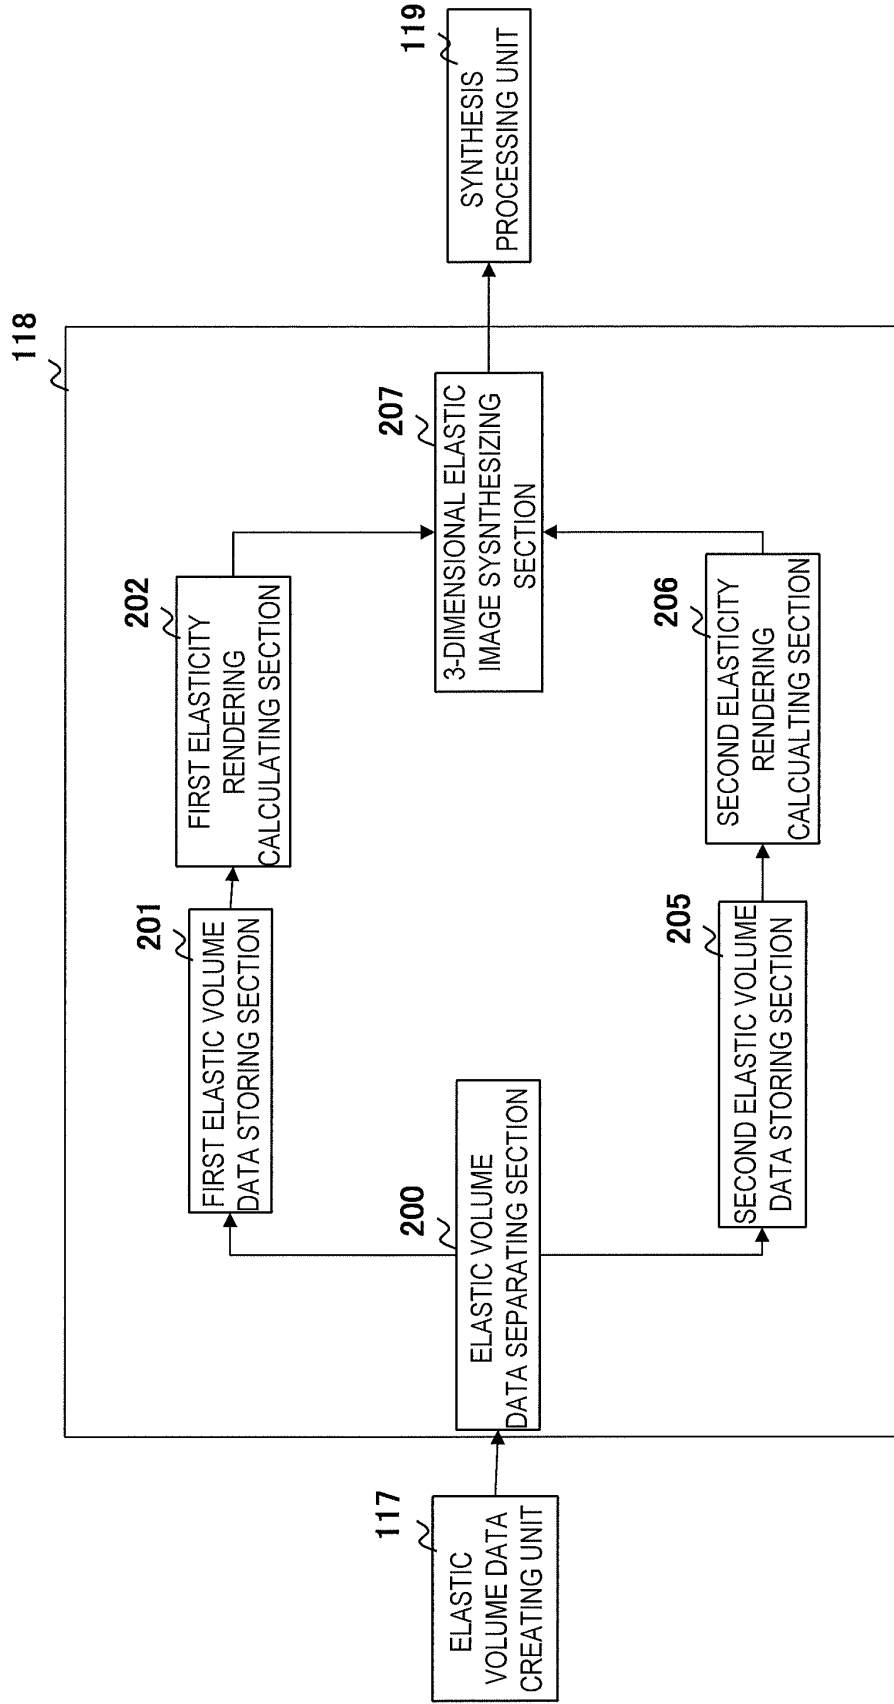 118
117
ELASTIC
VOLUME DATA
CREATING UNIT
200
ELASTIC VOLUME
DATA SEPARATING SECTION
201
FIRST ELASTIC VOLUME
DATA STORING SECTION
202
FIRST ELASTICITY
RENDERING
CALCULATING SECTION
205
SECOND ELASTIC VOLUME
DATA STORING SECTION
206
SECOND ELASTICITY
RENDERING
CALCUALTING SECTION
207
3-DIMENSIONAL ELASTIC
IMAGE SYSNTHESIZING
SECTION
119
SYNTHESIS
PROCESSING UNIT